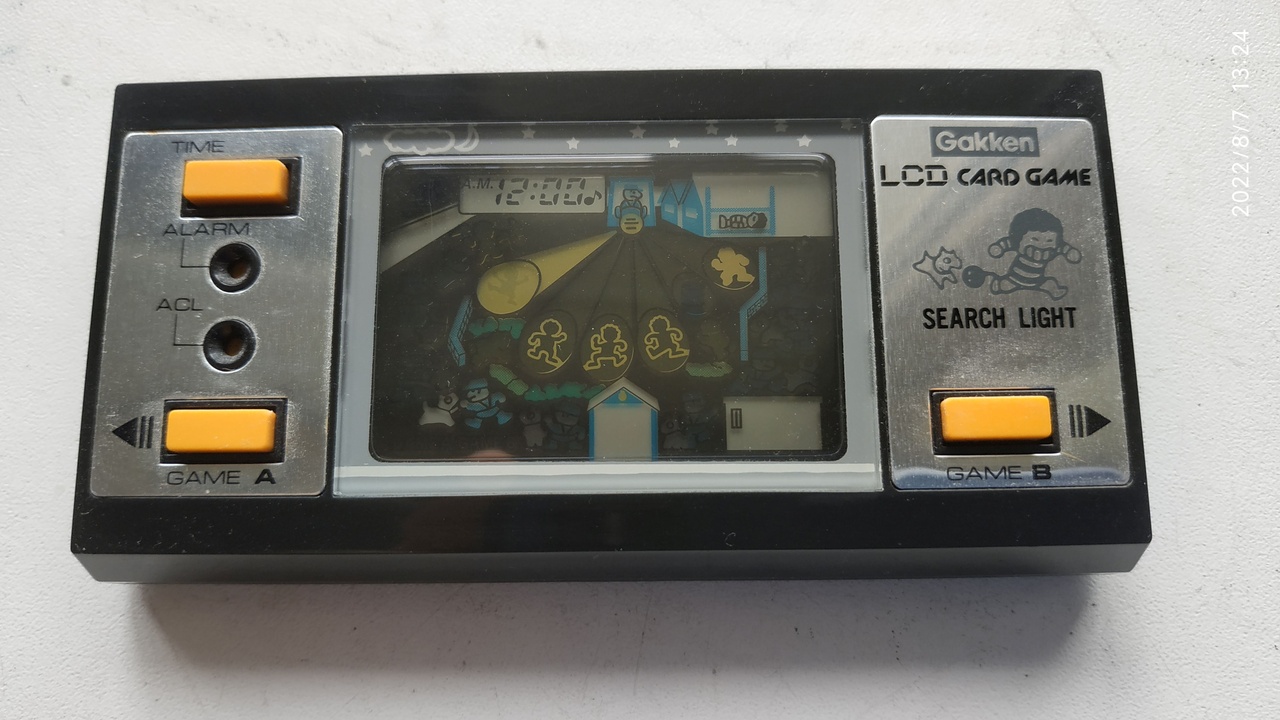 TIME
ALARM
ACL
GAME A
A.M. 12:00
Gakken
LCD CARD GAME
SEARCH LIGHT
GAME B
2022/8/7 13:24